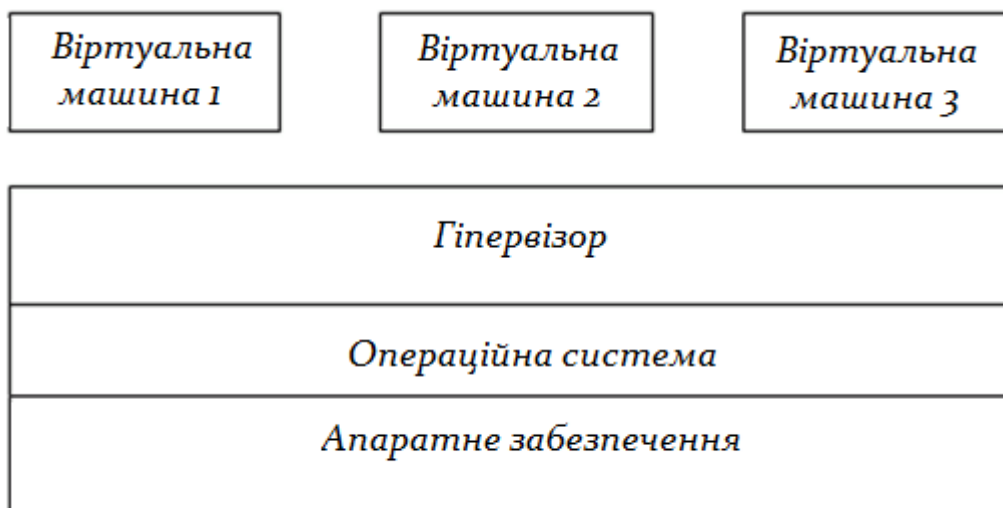 Віртуальна
машина 1
Віртуальна
машина 2
Віртуальна
машина 3
Гіпервізор
Операційна система
Апаратне забезпечення